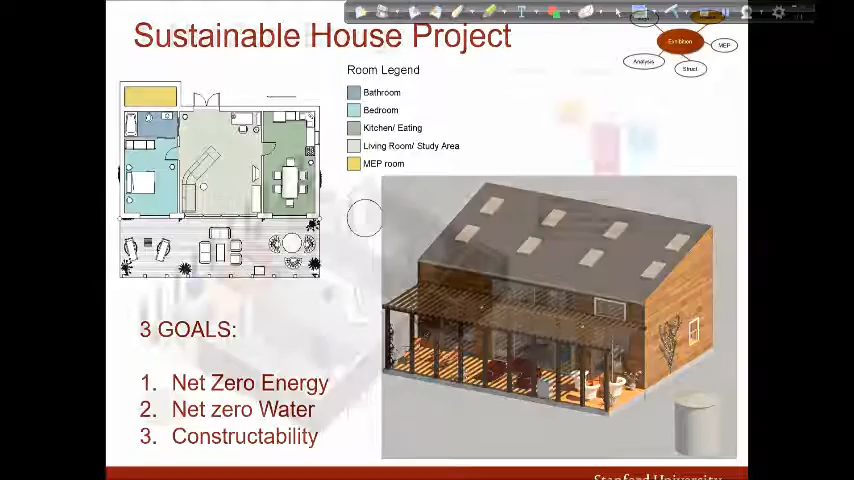 Sustainable House Project
Exhibition
MEP
Analysis
Struct
Room Legend
Bathroom
Bedroom
Kitchen/ Eating
Living Room/ Study Area
MEP room
3 GOALS:
1. Net Zero Energy
2. Net zero Water
3. Constructability
Stanford University